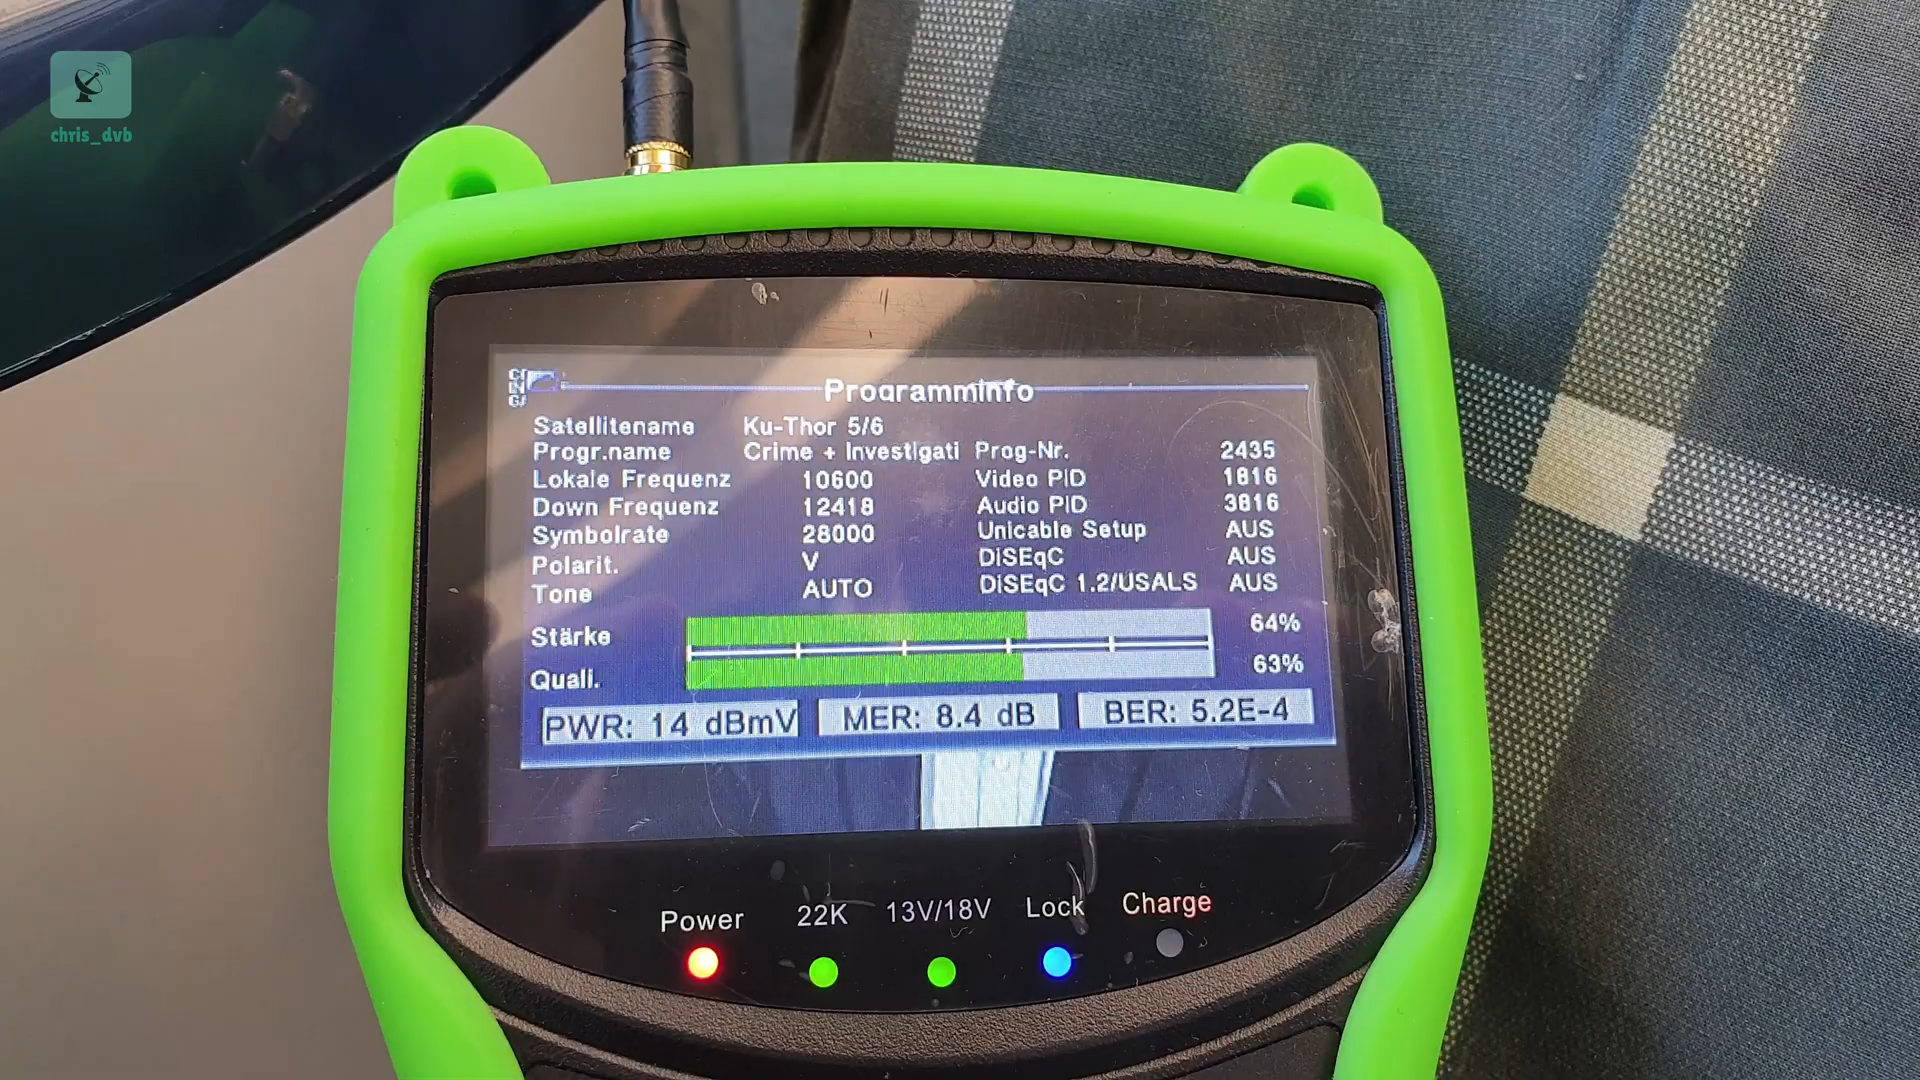 chris_dvb
Programminfo
Satellitename Ku-Thor 5/6
Progr.name Crime + Investigati Prog-Nr. 2435
Lokale Frequenz 10600 Video PID 1816
Down Frequenz 12418 Audio PID 3816
Symbolrate 28000 Unicable Setup AUS
Polarit. V DiSEqC AUS
Tone AUTO DiSEqC 1.2/USALS AUS
Stärke 64%
Quali. 63%
PWR: 14 dBmV MER: 8.4 dB BER: 5.2E-4
Power 22K 13V/18V Lock Charge